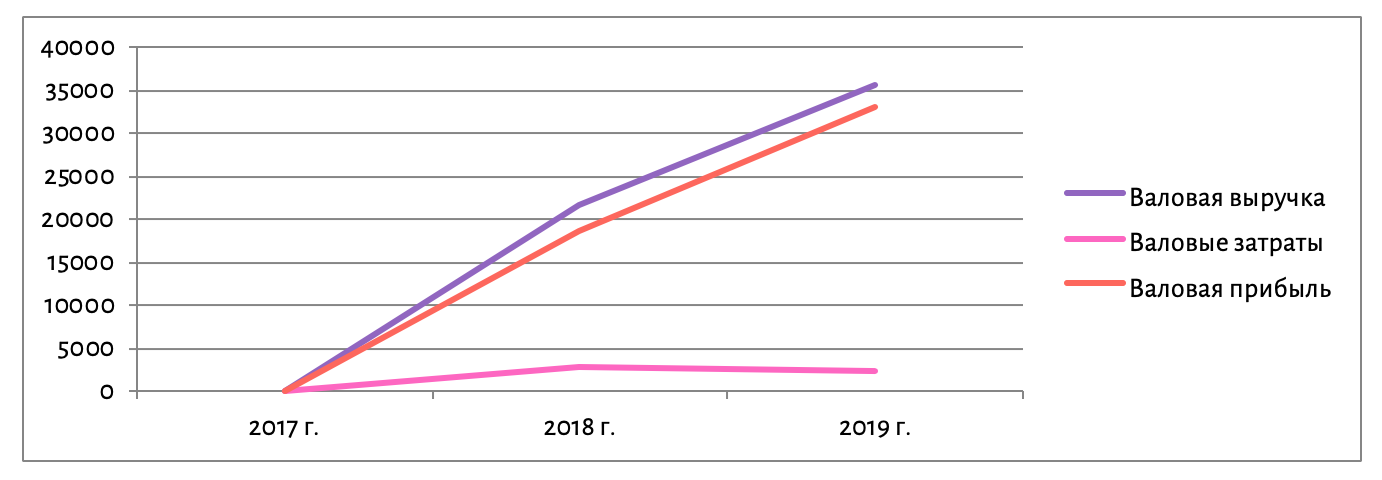 40000
35000
30000
25000
20000
15000
10000
5000
0
2017 г.
2018 г.
2019 г.
Валовая выручка
Валовые затраты
Валовая прибыль